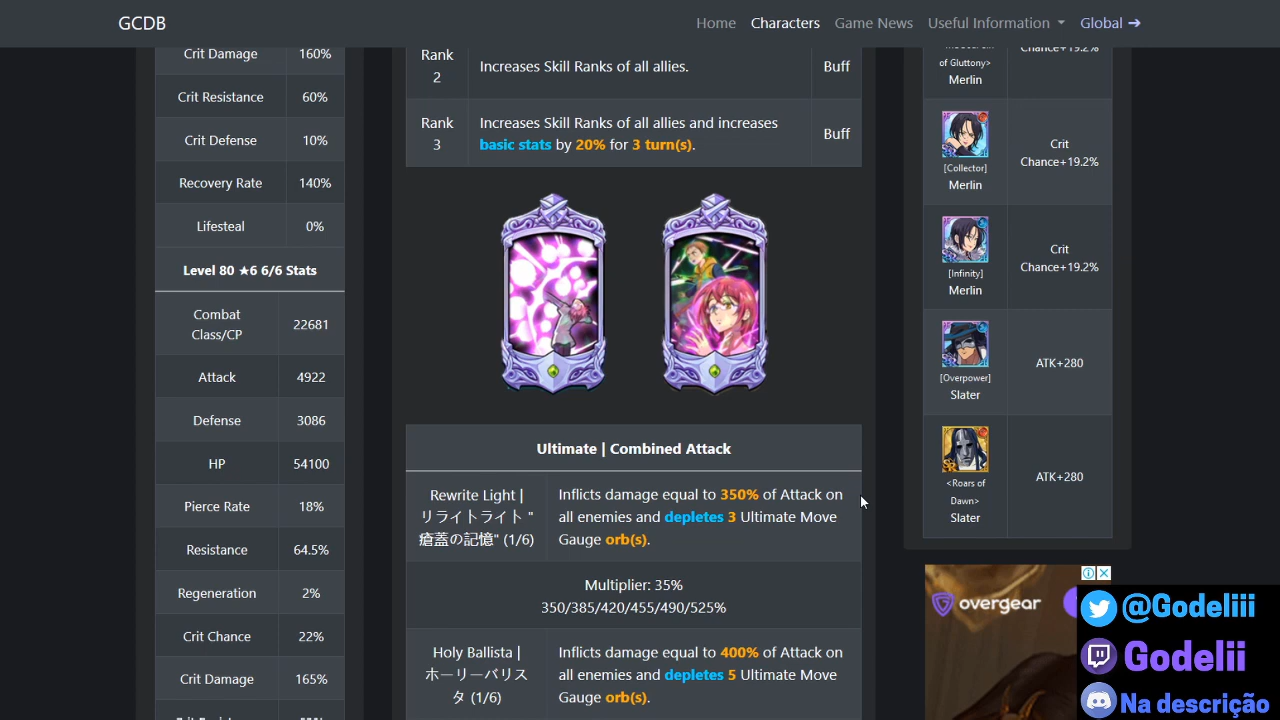 GCDB
Home
Characters
Game News
Useful Information
Global →
Crit Damage 160%
Crit Resistance 60%
Crit Defense 10%
Recovery Rate 140%
Lifesteal 0%
Level 80 ★6 6/6 Stats
Combat
Class/CP
22681
Attack 4922
Defense 3086
HP 54100
Pierce Rate 18%
Resistance 64.5%
Regeneration 2%
Crit Chance 22%
Crit Damage 165%
Rank
2
Increases Skill Ranks of all allies.
Buff
Rank
3
Increases Skill Ranks of all allies and increases
basic stats by 20% for 3 turn(s).
Buff
Ultimate | Combined Attack
Rewrite Light |
リライトライト "
瘡蓋の記憶" (1/6)
Inflicts damage equal to 350% of Attack on
all enemies and depletes 3 Ultimate Move
Gauge orb(s).
Multiplier: 35%
350/385/420/455/490/525%
Holy Ballista |
ホーリーバリス
タ (1/6)
Inflicts damage equal to 400% of Attack on
all enemies and depletes 5 Ultimate Move
Gauge orb(s).
of Gluttony>
Merlin
Chance+19.2%
[Collector]
Merlin
Crit
Chance+19.2%
[Infinity]
Merlin
Crit
Chance+19.2%
[Overpower]
Slater
ATK+280
<Roars of
Dawn>
Slater
ATK+280
overgear
@Godeliii
Godelii
Na descrição